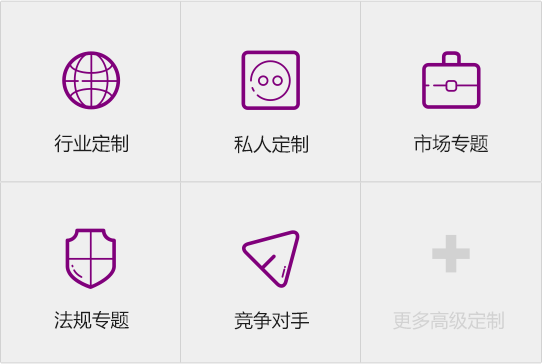 行业定制
私人定制
市场专题
法规专题
竞争对手
更多高级定制